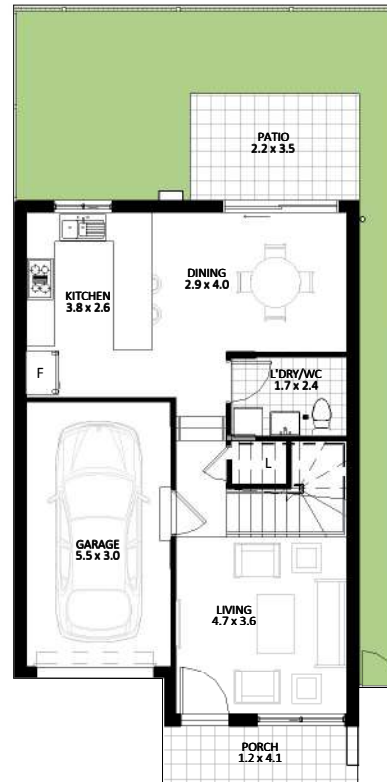 PATIO
2.2 x 3.5
DINING
2.9 x 4.0
KITCHEN
3.8 x 2.6
F
L'DRY/WC
1.7 x 2.4
L
GARAGE
5.5 x 3.0
LIVING
4.7 x 3.6
PORCH
1.2 x 4.1